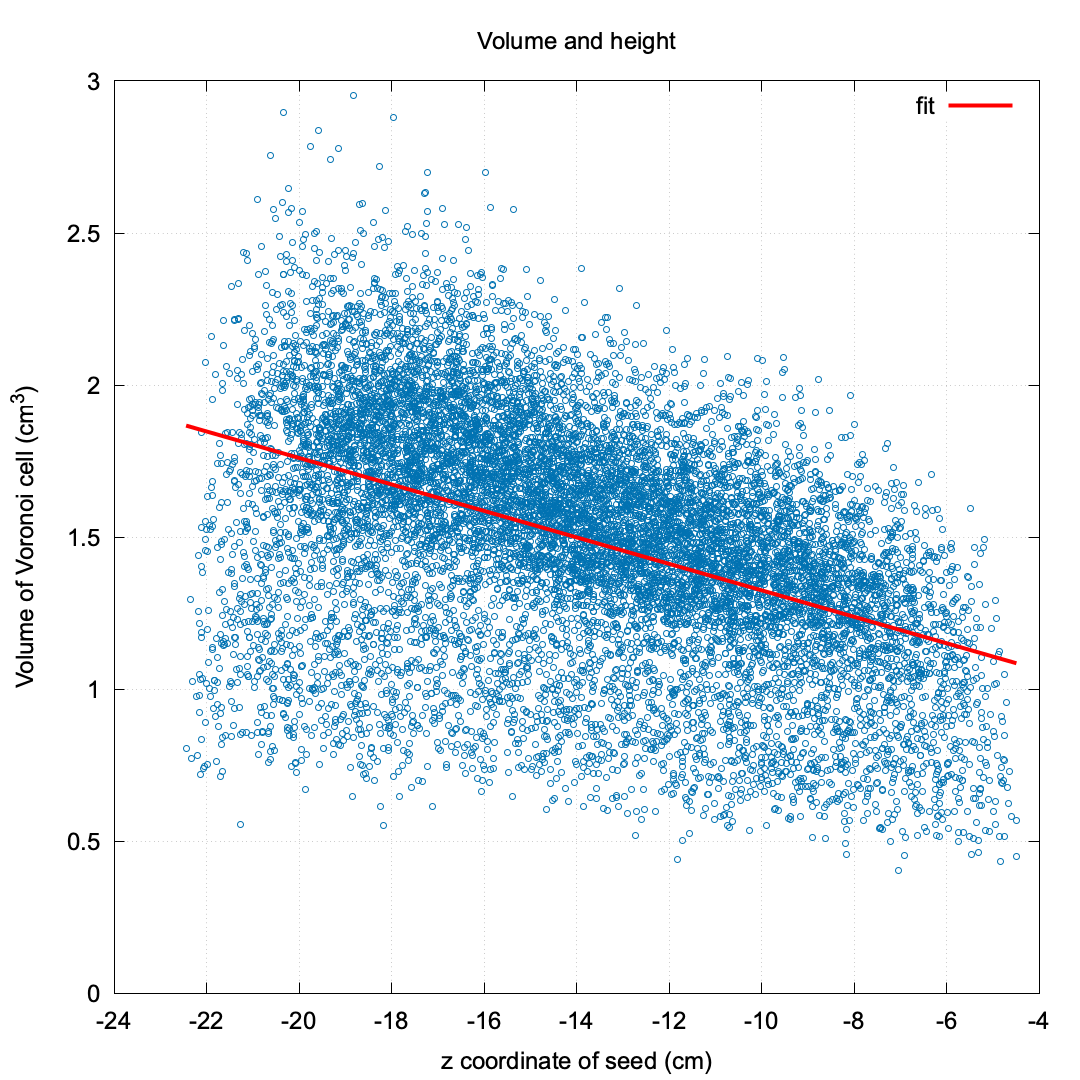 Volume and height
fit
Volume of Voronoi cell (cm³)
3
2.5
2
1.5
1
0.5
0
-24 -22 -20 -18 -16 -14 -12 -10 -8 -6 -4
z coordinate of seed (cm)